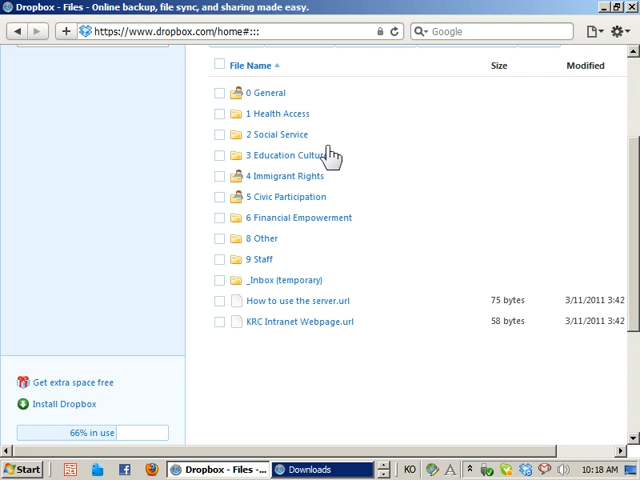 Dropbox - Files - Online backup, file sync, and sharing made easy.
https://www.dropbox.com/home#:::
Google
File Name
Size
Modified
0 General
1 Health Access
2 Social Service
3 Education
4 Immigrant Rights
5 Civic Participation
6 Financial Empowerment
8 Other
9 Staff
_Inbox (temporary)
How to use the server.url
75 bytes
3/11/2011 3:42
KRC Intranet Webpage.url
58 bytes
3/11/2011 3:42
Get extra space free
Install Dropbox
66% in use
Start
Dropbox - Files - ...
Downloads
KO
10:18 AM